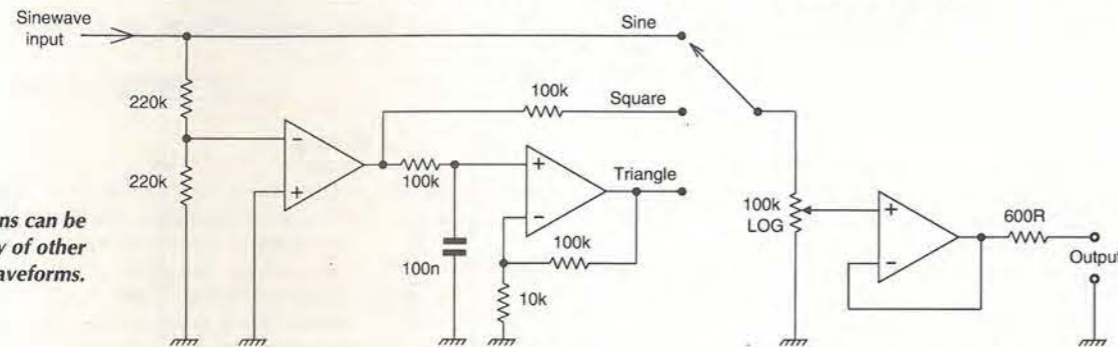 Sinewave
input
Sine
220k
100k
Square
220k
100k
Triangle
100k
LOG
100k
600R
Output
100n
10k
ns can be
y of other
aveforms.